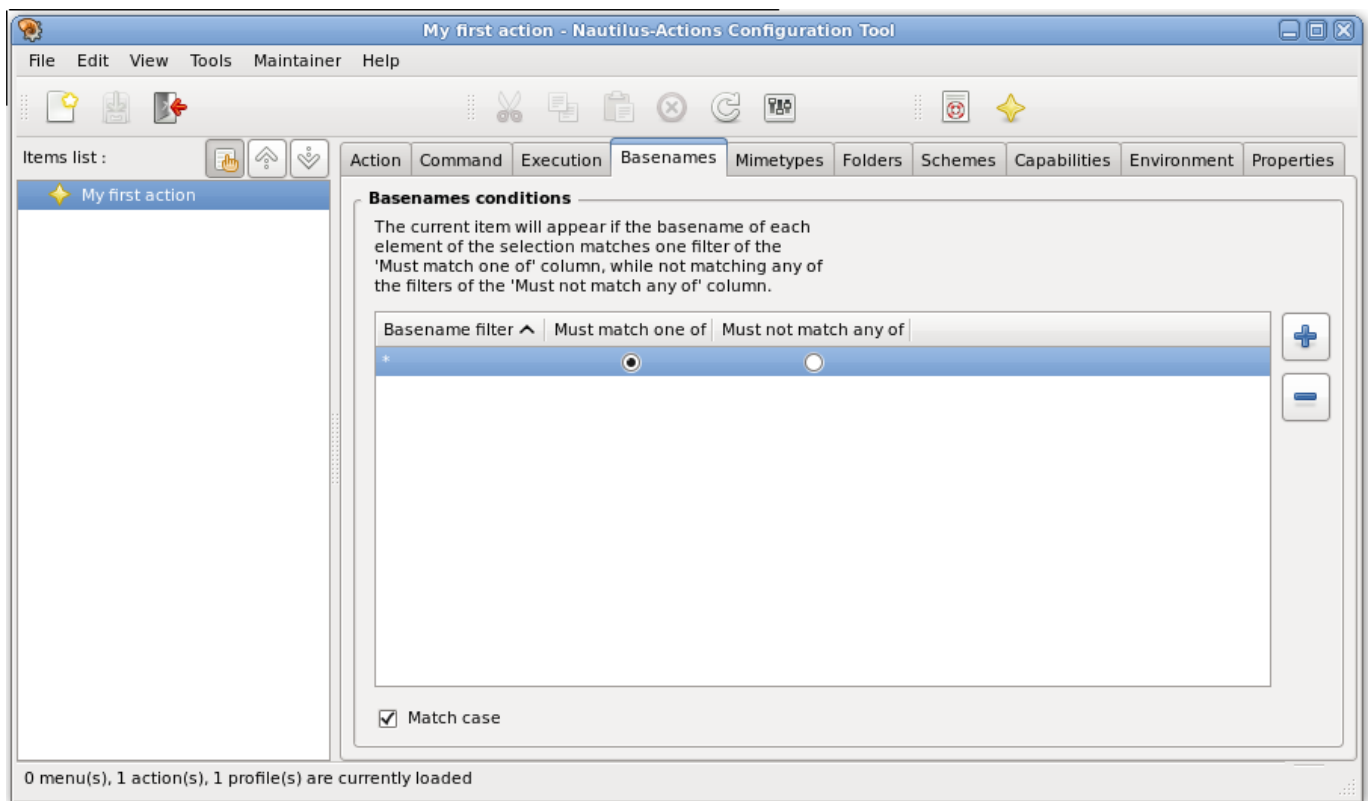 My first action - Nautilus-Actions Configuration Tool
File Edit View Tools Maintainer Help
Items list :
Action Command Execution Basenames Mimetypes Folders Schemes Capabilities Environment Properties
My first action
Basenames conditions
The current item will appear if the basename of each
element of the selection matches one filter of the
'Must match one of' column, while not matching any of
the filters of the 'Must not match any of' column.
Basename filter Must match one of Must not match any of
*
Match case
0 menu(s), 1 action(s), 1 profile(s) are currently loaded